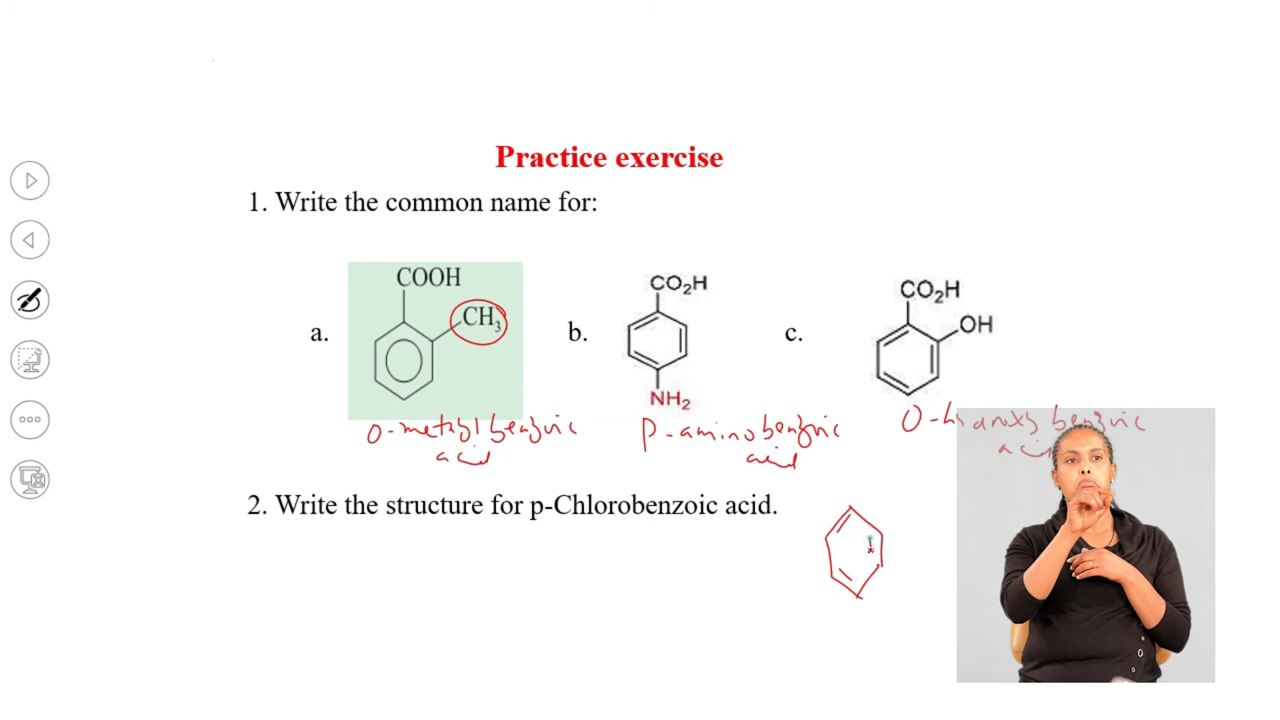 Practice exercise
1. Write the common name for:
a.
COOH
CH3
b.
CO2H
NH2
c.
CO2H
OH
o-methyl benzoic
acid
p-aminobenzoic
acid
O- benzoic
2. Write the structure for p-Chlorobenzoic acid.